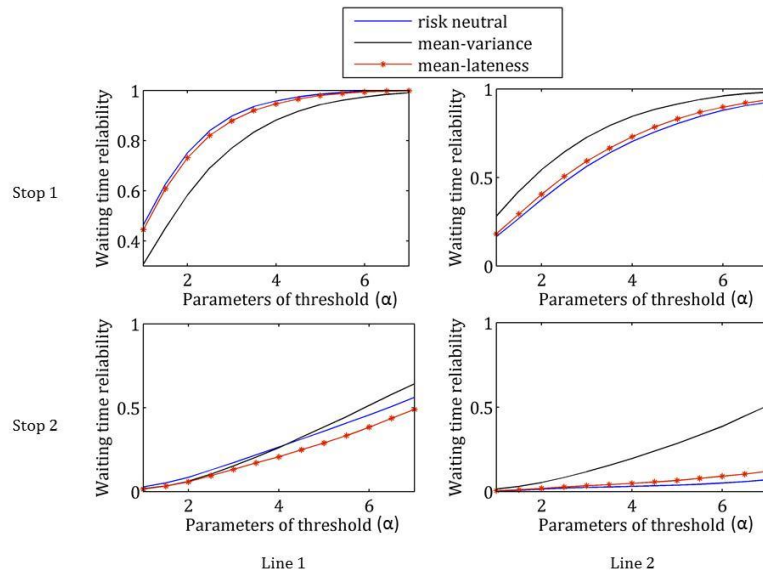 risk neutral
mean-variance
mean-lateness
Stop 1
Waiting time reliability
1
0.8
0.6
0.4
2 4 6
Parameters of threshold (α)
Waiting time reliability
1
0.5
0
2 4 6
Parameters of threshold (α)
Stop 2
Waiting time reliability
1
0.5
0
2 4 6
Parameters of threshold (α)
Waiting time reliability
1
0.5
0
2 4 6
Parameters of threshold (α)
Line 1
Line 2